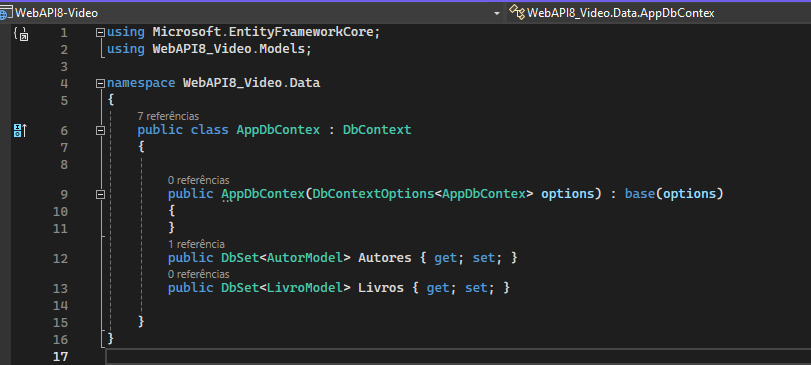 WebAPI8-Video
WebAPI8_Video.Data.AppDbContex
1 using Microsoft.EntityFrameworkCore;
2 using WebAPI8_Video.Models;
3
4 namespace WebAPI8_Video.Data
5 {
7 referências
6 public class AppDbContex : DbContext
7 {
8
0 referências
9 public AppDbContex(DbContextOptions<AppDbContex> options) : base(options)
10 {
11 }
1 referência
12 public DbSet<AutorModel> Autores { get; set; }
0 referências
13 public DbSet<LivroModel> Livros { get; set; }
14
15 }
16 }
17